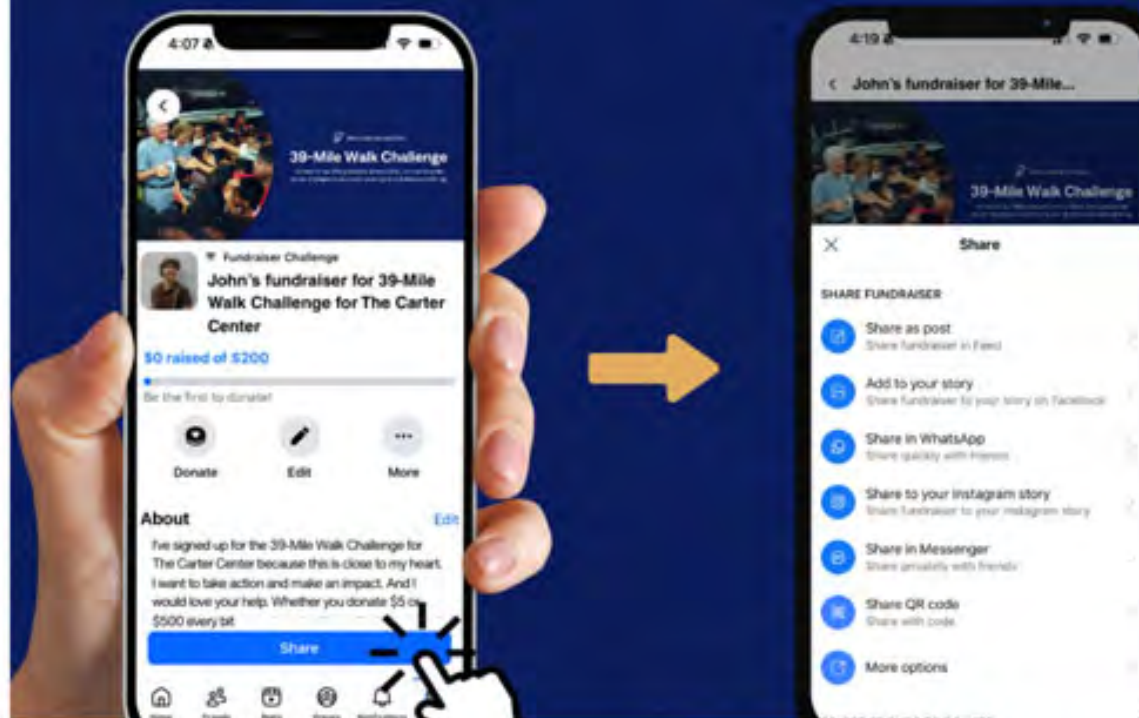 4:07
39-Mile Walk Challenge
Fundraiser Challenge
John's fundraiser for 39-Mile
Walk Challenge for The Carter
Center
$0 raised of $200
Be the first to donate!
Donate
Edit
More
About
Edit
I've signed up for the 39-Mile Walk Challenge for
The Carter Center because this is close to my heart.
I want to take action and make an impact. And I
would love your help. Whether you donate $5 or
$500 every bit
Share
4:19
John's fundraiser for 39-Mile...
39-Mile Walk Challenge
Share
SHARE FUNDRAISER
Share as post
Share fundraiser in Feed
Add to your story
Share fundraiser to your story on Facebook
Share in WhatsApp
Share quickly with friends
Share to your Instagram story
Share fundraiser to your Instagram story
Share in Messenger
Share privately with friends
Share QR code
Share with code
More options